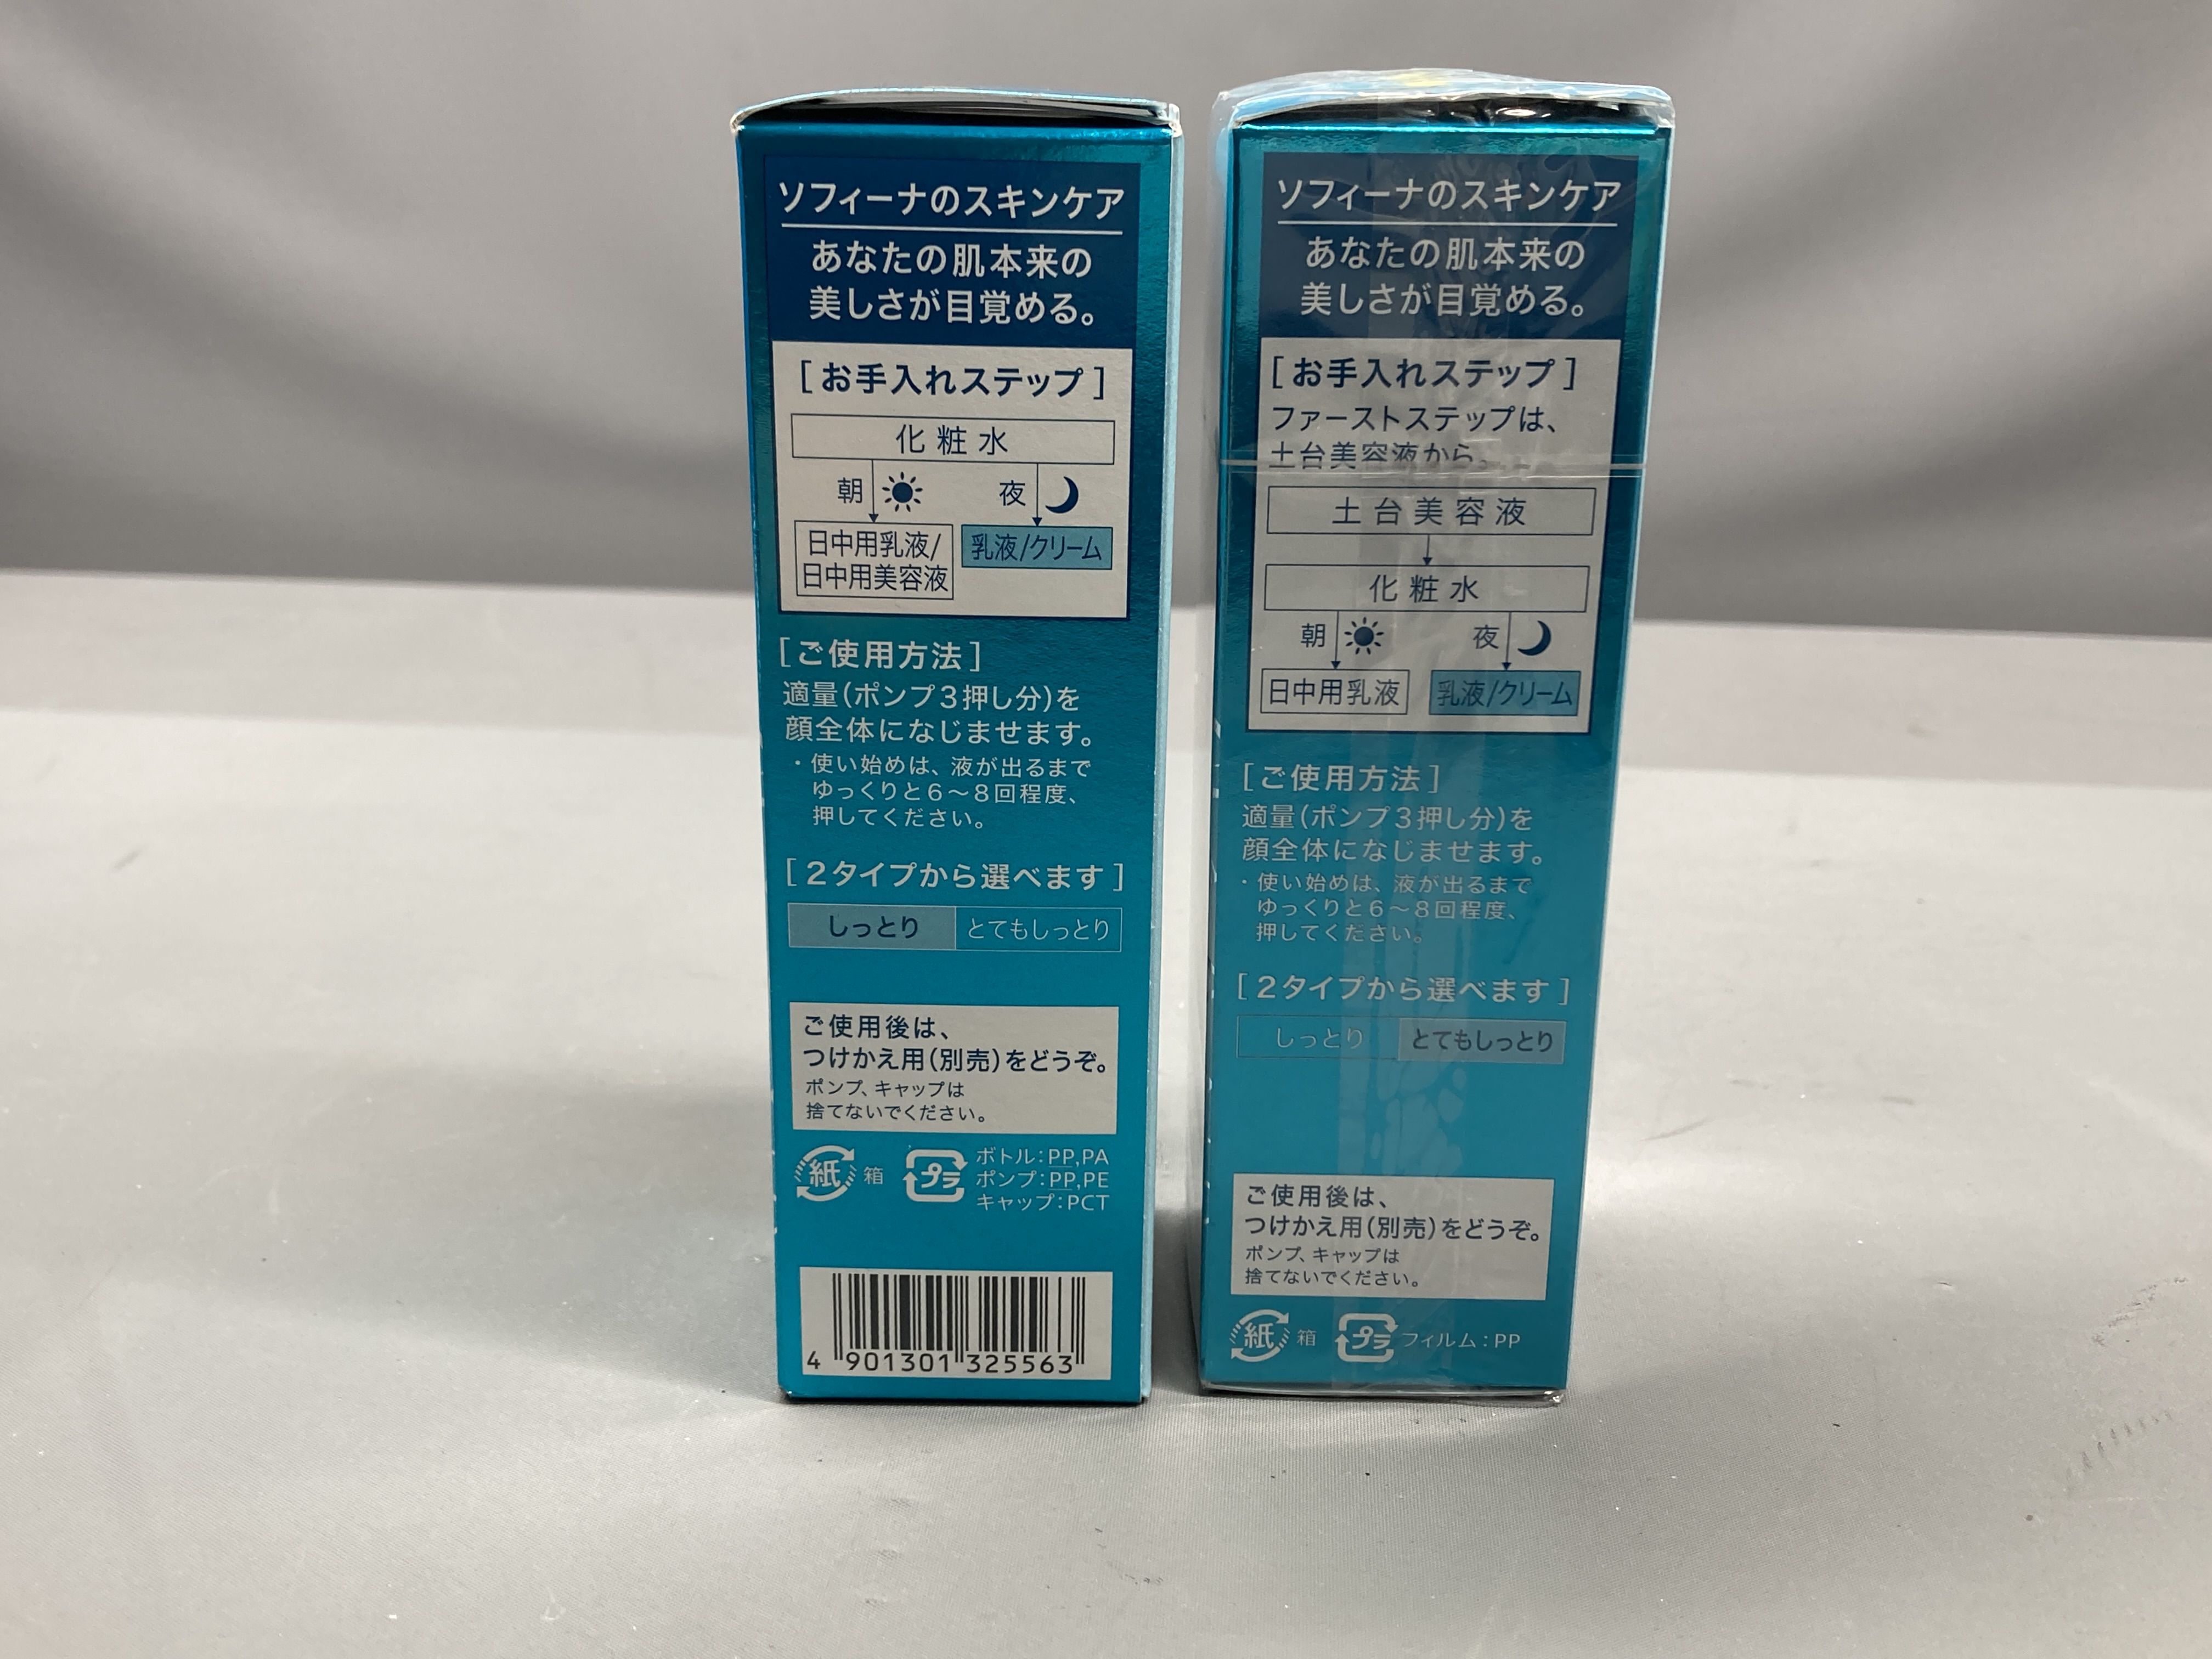 ソフィーナのスキンケア
あなたの肌本来の
美しさが目覚める。
[お手入れステップ]
化粧水
朝 夜
日中用乳液/
日中用美容液
乳液/クリーム
[ご使用方法]
適量(ポンプ3押し分)を
顔全体になじませます。
・使い始めは、液が出るまで
ゆっくりと6〜8回程度、
押してください。
[2タイプから選べます]
しっとり とてもしっとり
ご使用後は、
つけかえ用(別売)をどうぞ。
ポンプ、キャップは
捨てないでください。
紙 箱 プラ
ボトル:PP,PA
ポンプ:PP,PE
キャップ:PCT
4 901301 325563
ソフィーナのスキンケア
あなたの肌本来の
美しさが目覚める。
[お手入れステップ]
ファーストステップは、
土台美容液から。
土台美容液
化粧水
朝 夜
日中用乳液 乳液/クリーム
[ご使用方法]
適量(ポンプ3押し分)を
顔全体になじませます。
・使い始めは、液が出るまで
ゆっくりと6〜8回程度、
押してください。
[2タイプから選べます]
しっとり とてもしっとり
ご使用後は、
つけかえ用(別売)をどうぞ。
ポンプ、キャップは
捨てないでください。
紙 箱 プラ フィルム:PP